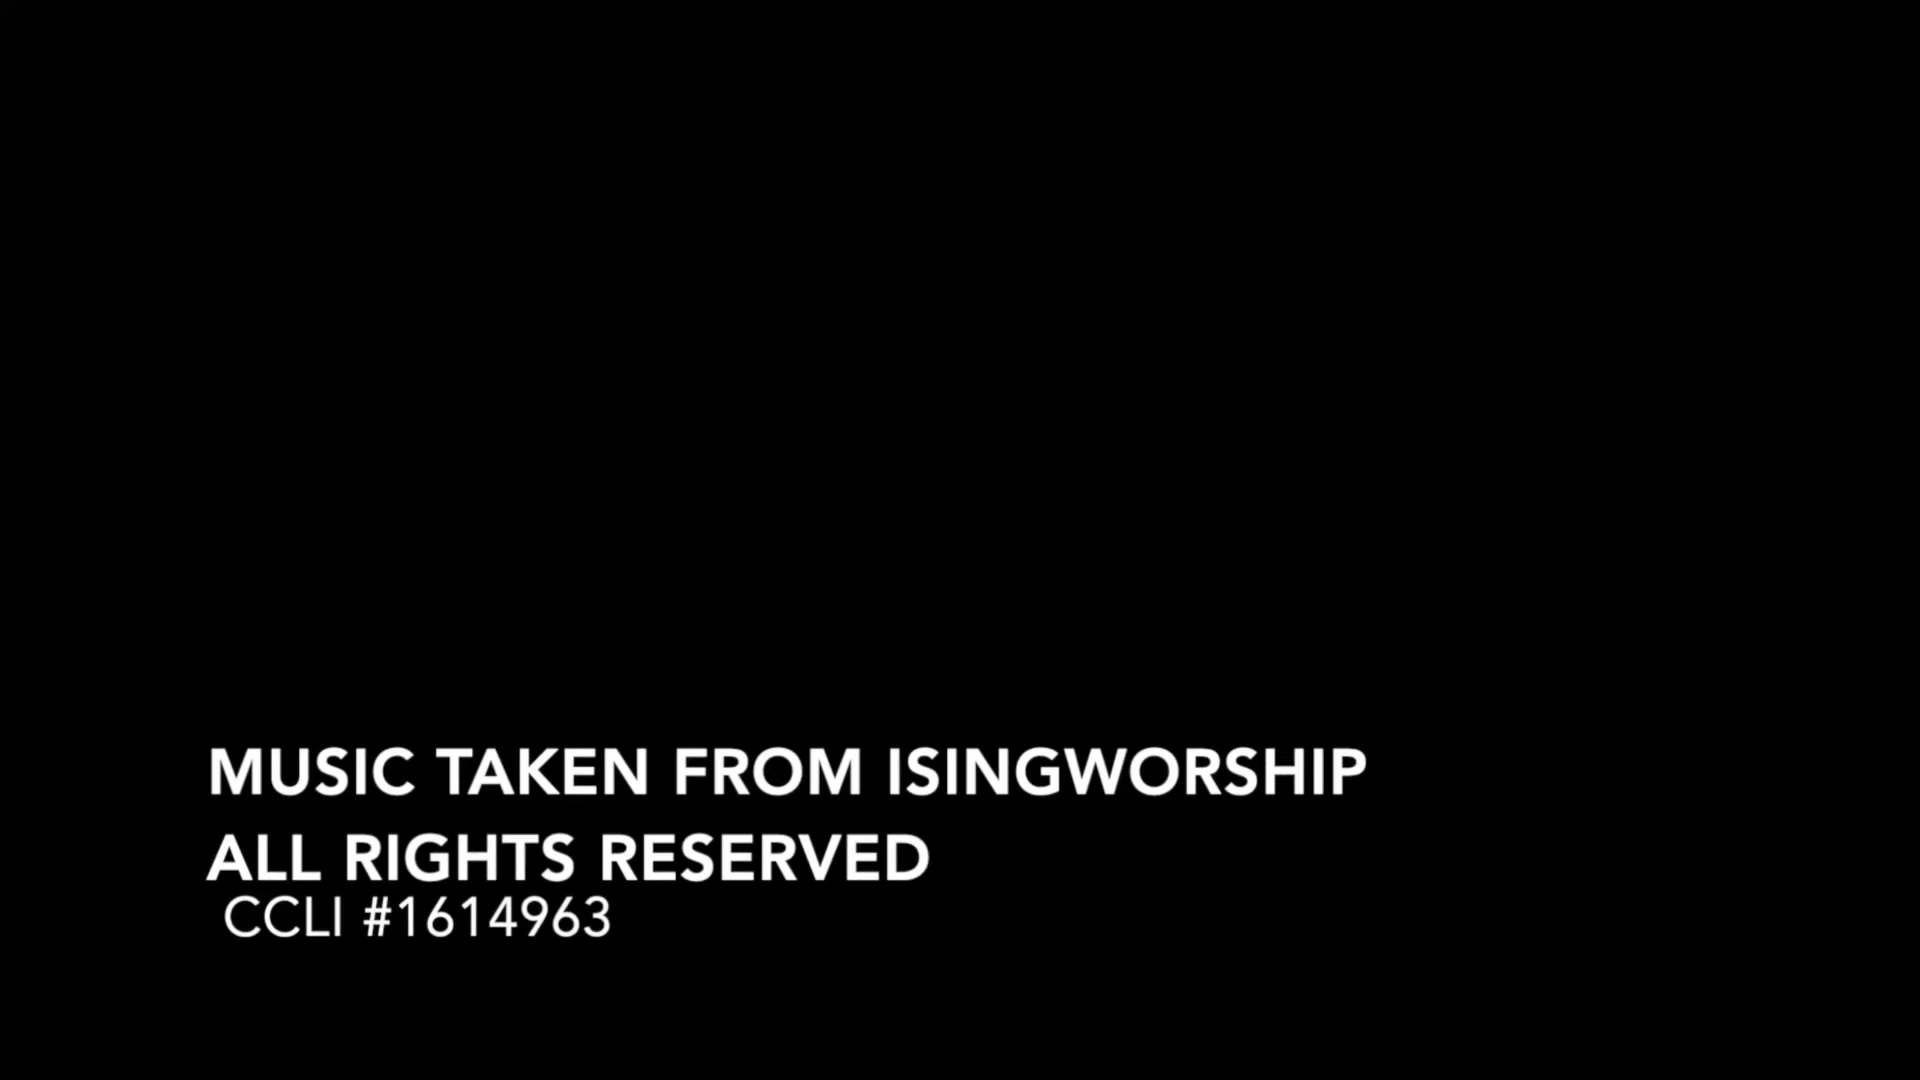 MUSIC TAKEN FROM ISINGWORSHIP
ALL RIGHTS RESERVED
CCLI #1614963